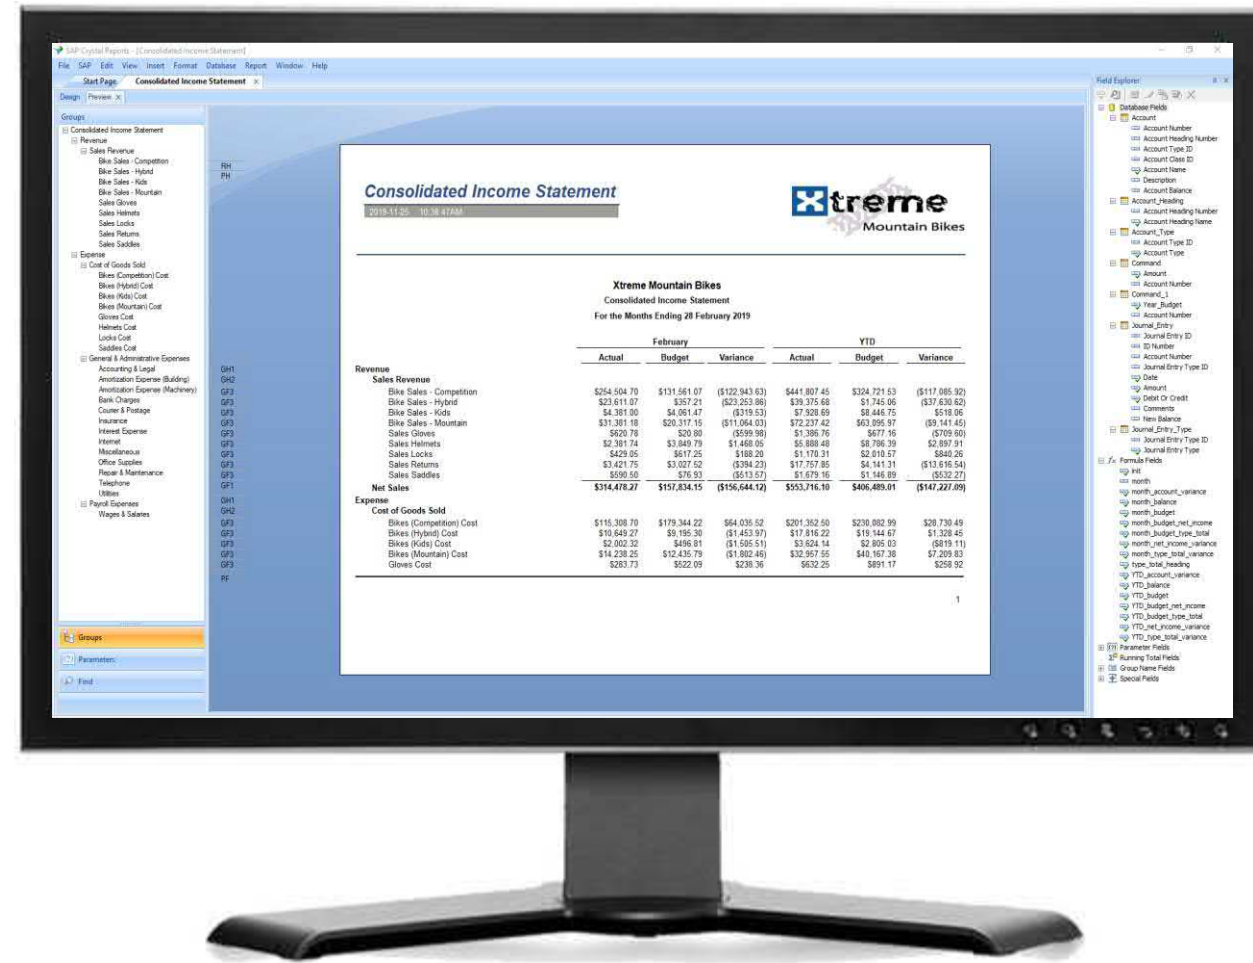 SAP Crystal Reports - [Consolidated Income Statement]
File SAP Edit View Insert Format Database Report Window Help
Start Page Consolidated Income Statement ×
Design Preview ×
Groups
Consolidated Income Statement
Revenue
Sales Revenue
Bike Sales - Competition
Bike Sales - Hybrid
Bike Sales - Kids
Bike Sales - Mountain
Sales Gloves
Sales Helmets
Sales Locks
Sales Returns
Sales Saddles
Expense
Cost of Goods Sold
Bikes (Competition) Cost
Bikes (Hybrid) Cost
Bikes (Kids) Cost
Bikes (Mountain) Cost
Gloves Cost
Helmets Cost
Locks Cost
Saddles Cost
General & Administrative Expenses
Accounting & Legal
Amortization Expense (Building)
Amortization Expense (Machinery)
Bank Charges
Courier & Postage
Insurance
Interest Expense
Internet
Miscellaneous
Office Supplies
Repair & Maintenance
Telephone
Utilities
Payroll Expenses
Wages & Salaries
Groups
Parameters
Find
RH
PH
Consolidated Income Statement
2019-11-25 10:38:47AM
Xtreme
Mountain Bikes
Xtreme Mountain Bikes
Consolidated Income Statement
For the Months Ending 28 February 2019
February YTD
Actual Budget Variance Actual Budget Variance
GH1 Revenue
GH2 Sales Revenue
GF3 Bike Sales - Competition $254,504.70 $131,561.07 ($122,943.63) $441,807.45 $324,721.53 ($117,085.92)
GF3 Bike Sales - Hybrid $23,611.07 $357.21 ($23,253.86) $39,375.68 $1,745.06 ($37,630.62)
GF3 Bike Sales - Kids $4,381.00 $4,061.47 ($319.53) $7,928.69 $8,446.75 $518.06
GF3 Bike Sales - Mountain $31,381.18 $20,317.15 ($11,064.03) $72,237.42 $63,095.97 ($9,141.45)
GF3 Sales Gloves $620.78 $20.80 ($599.98) $1,386.76 $677.16 ($709.60)
GF3 Sales Helmets $2,381.74 $3,849.79 $1,468.05 $5,888.48 $8,786.39 $2,897.91
GF3 Sales Locks $429.05 $617.25 $188.20 $1,170.31 $2,010.57 $840.26
GF3 Sales Returns $3,421.75 $3,027.52 ($394.23) $17,757.85 $4,141.31 ($13,616.54)
GF3 Sales Saddles $590.50 $76.93 ($513.57) $1,679.16 $1,146.89 ($532.27)
GF1 Net Sales $314,478.27 $157,834.15 ($156,644.12) $553,716.10 $406,489.01 ($147,227.09)
GH1 Expense
GH2 Cost of Goods Sold
GF3 Bikes (Competition) Cost $115,308.70 $179,344.22 $64,035.52 $201,352.50 $230,082.99 $28,730.49
GF3 Bikes (Hybrid) Cost $10,649.27 $9,195.30 ($1,453.97) $17,816.22 $19,144.67 $1,328.45
GF3 Bikes (Kids) Cost $2,002.32 $496.81 ($1,505.51) $3,624.14 $2,805.03 ($819.11)
GF3 Bikes (Mountain) Cost $14,238.25 $12,435.79 ($1,802.46) $32,957.55 $40,167.38 $7,209.83
GF3 Gloves Cost $283.73 $522.09 $238.36 $632.25 $891.17 $258.92
PF
1
Field Explorer
Database Fields
Account
Account Number
Account Heading Number
Account Type ID
Account Class ID
Account Name
Description
Account Balance
Account_Heading
Account Heading Number
Account Heading Name
Account_Type
Account Type ID
Account Type
Command
Amount
Account Number
Command_1
Year_Budget
Account Number
Journal_Entry
Journal Entry ID
ID Number
Account Number
Journal Entry Type ID
Date
Amount
Debit Or Credit
Comments
New Balance
Journal_Entry_Type
Journal Entry Type ID
Journal Entry Type
Formula Fields
init
month
month_account_variance
month_balance
month_budget
month_budget_net_income
month_budget_type_total
month_net_income_variance
month_type_total_variance
type_total_heading
YTD_account_variance
YTD_balance
YTD_budget
YTD_budget_net_income
YTD_budget_type_total
YTD_net_income_variance
YTD_type_total_variance
Parameter Fields
Running Total Fields
Group Name Fields
Special Fields